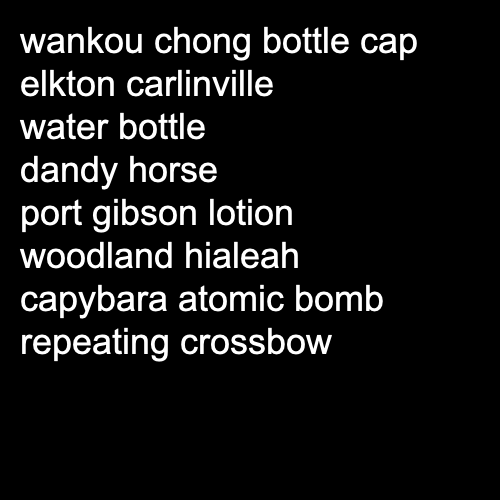 wankou chong bottle cap
elkton carlinville
water bottle
dandy horse
port gibson lotion
woodland hialeah
capybara atomic bomb
repeating crossbow